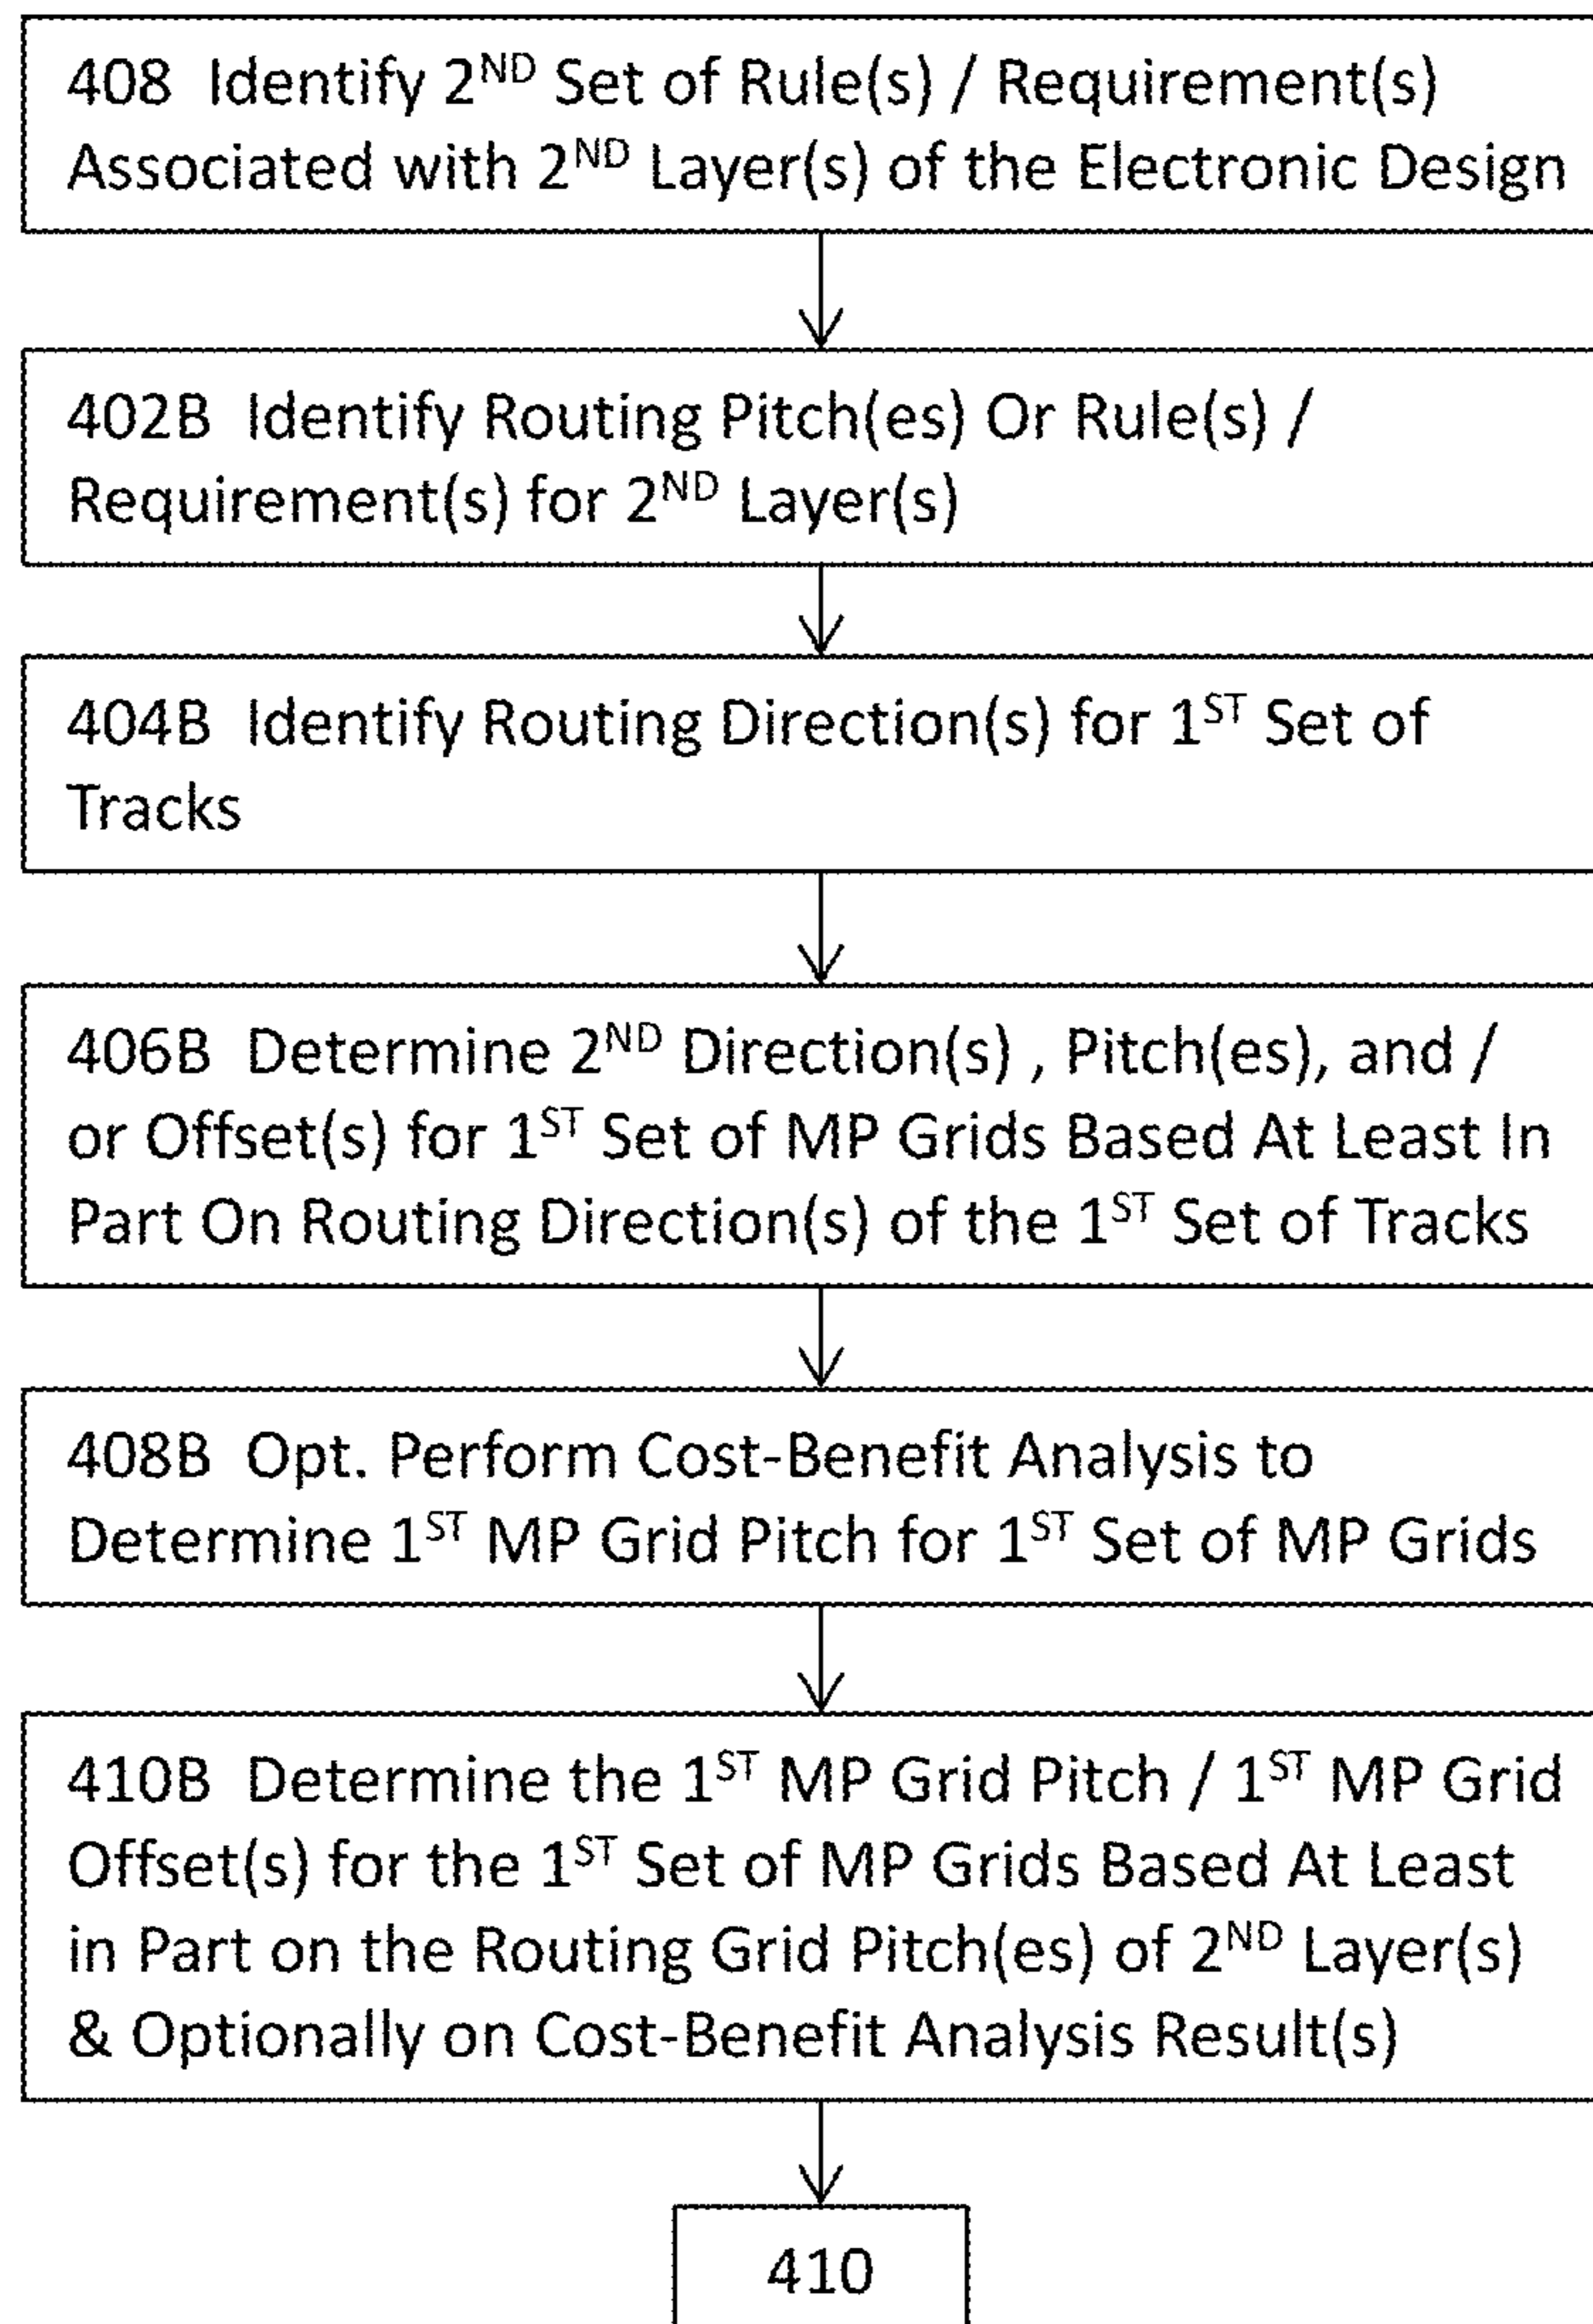 408 Identify 2ND Set of Rule(s) / Requirement(s)
Associated with 2ND Layer(s) of the Electronic Design
402B Identify Routing Pitch(es) Or Rule(s) /
Requirement(s) for 2ND Layer(s)
404B Identify Routing Direction(s) for 1ST Set of
Tracks
406B Determine 2ND Direction(s) , Pitch(es), and /
or Offset(s) for 1ST Set of MP Grids Based At Least In
Part On Routing Direction(s) of the 1ST Set of Tracks
408B Opt. Perform Cost-Benefit Analysis to
Determine 1ST MP Grid Pitch for 1ST Set of MP Grids
410B Determine the 1ST MP Grid Pitch / 1ST MP Grid
Offset(s) for the 1ST Set of MP Grids Based At Least
in Part on the Routing Grid Pitch(es) of 2ND Layer(s)
& Optionally on Cost-Benefit Analysis Result(s)
410